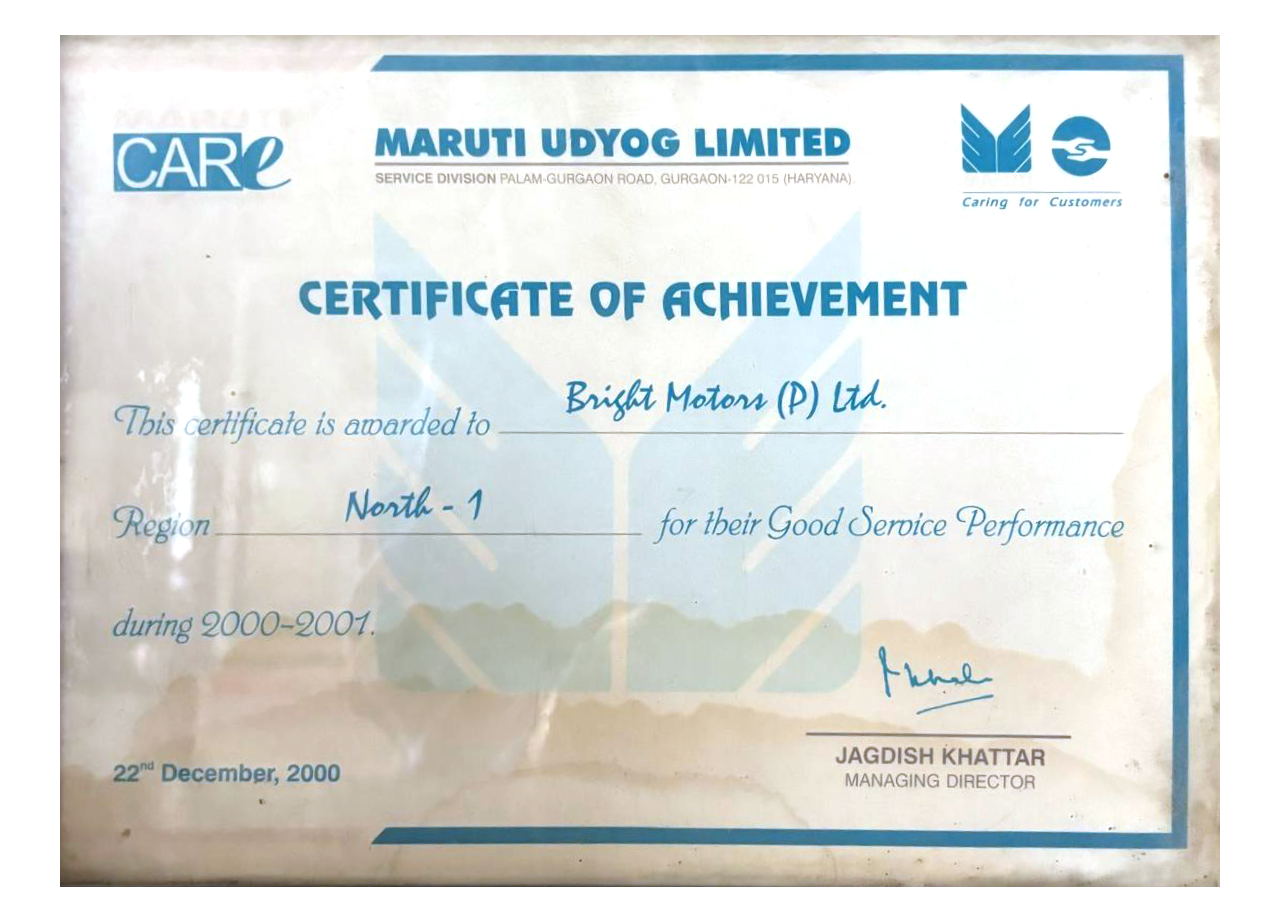 CARe
MARUTI UDYOG LIMITED
SERVICE DIVISION PALAM-GURGAON ROAD, GURGAON-122 015 (HARYANA)
Caring for Customers
CERTIFICATE OF ACHIEVEMENT
This certificate is awarded to Bright Motors (P) Ltd.
Region North - 1 for their Good Service Performance
during 2000-2001.
JAGDISH KHATTAR
MANAGING DIRECTOR
22nd December, 2000